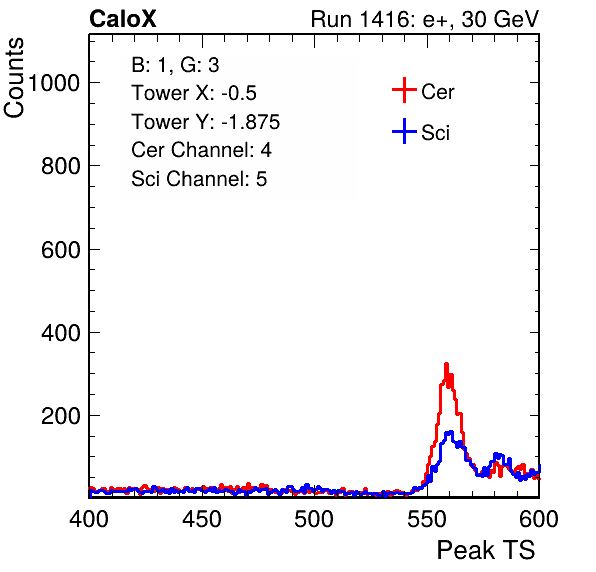 CaloX Run 1416: e+, 30 GeV
Counts
B: 1, G: 3
Tower X: -0.5
Tower Y: -1.875
Cer Channel: 4
Sci Channel: 5
Cer
Sci
1000
800
600
400
200
400 450 500 550 600
Peak TS